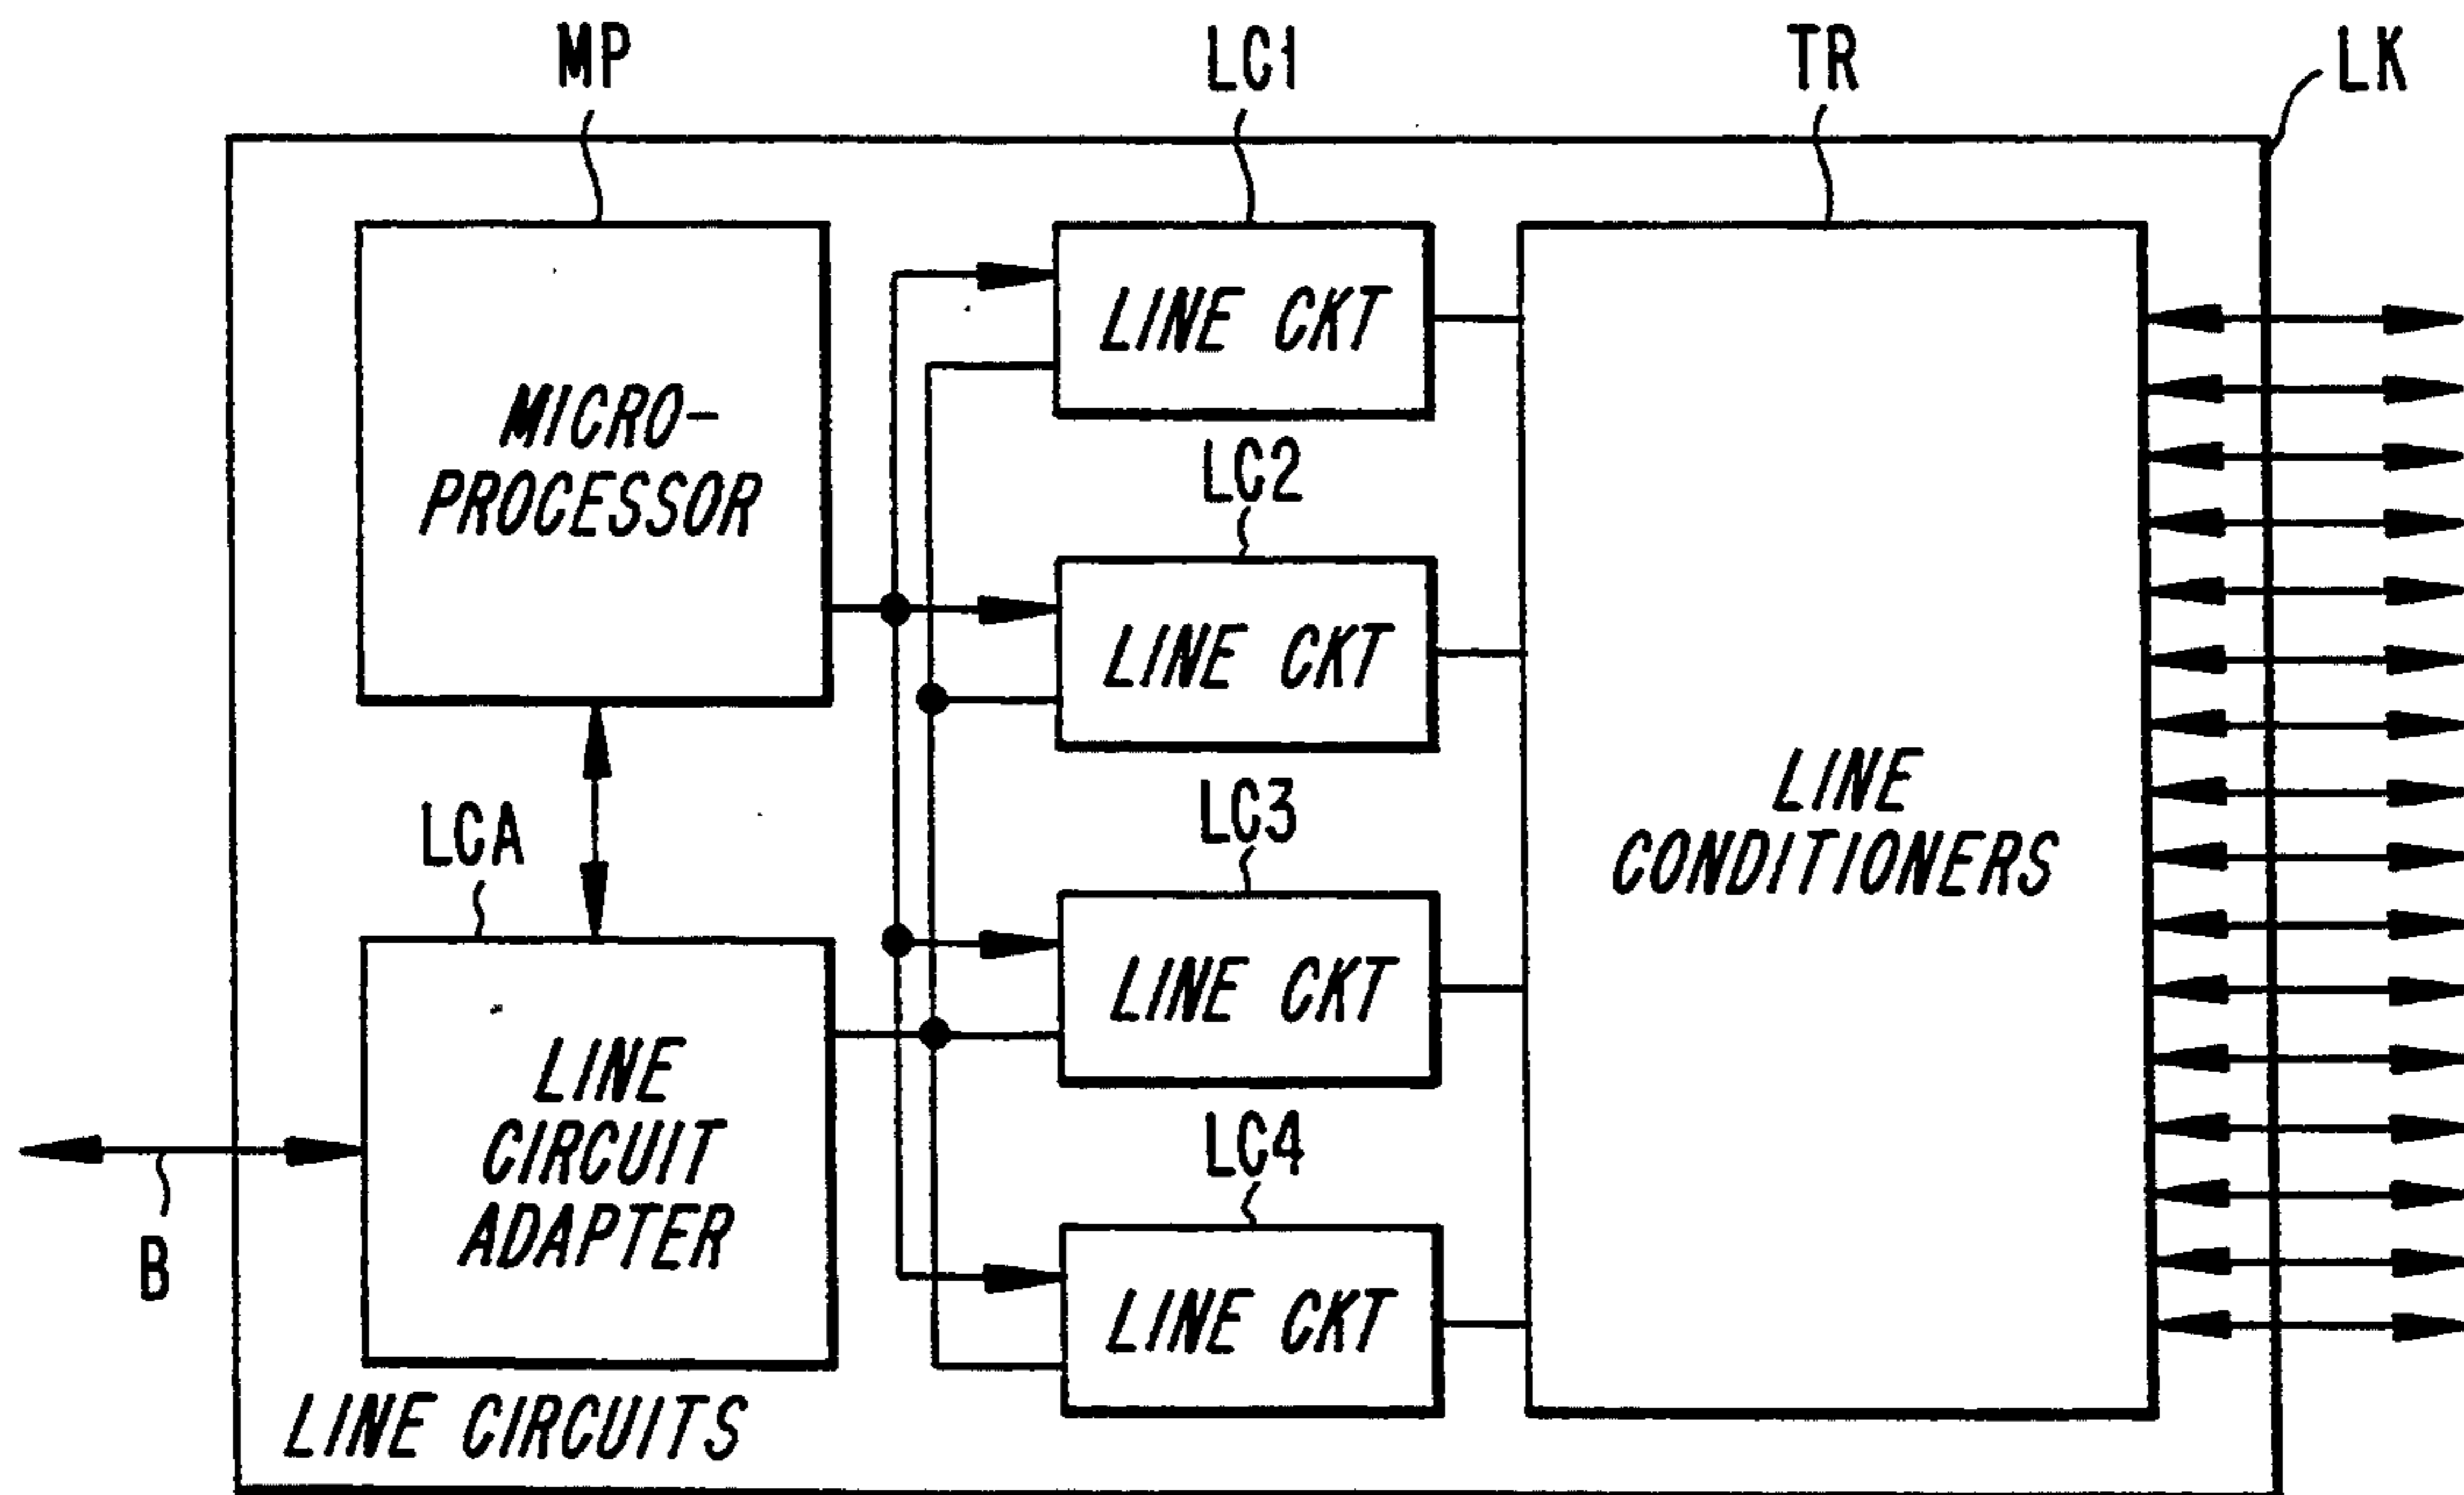 MP
LC1
TR
LK
LINE CKT
MICRO-
PROCESSOR
LC2
LINE CKT
LCA
LC3
LINE
CONDITIONERS
LINE CKT
LINE
CIRCUIT
ADAPTER
B
LC4
LINE CKT
LINE CIRCUITS